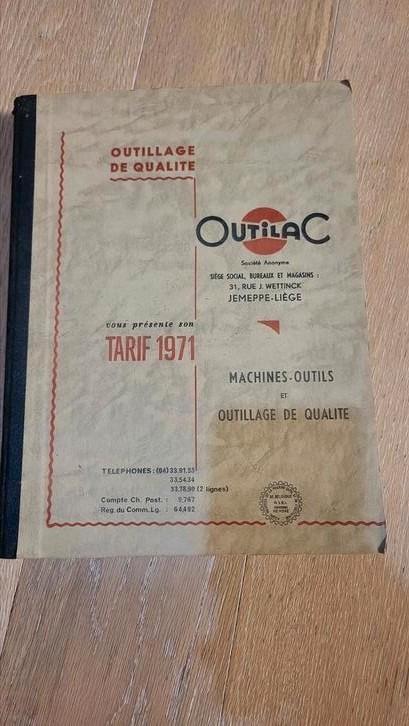 OUTILLAGE
DE QUALITE
OUTiLAC
Société Anonyme
SIÈGE SOCIAL, BUREAUX ET MAGASINS :
31, RUE J. WETTINCK
JEMEPPE-LIÈGE
vous présente son
TARIF 1971
MACHINES-OUTILS
ET
OUTILLAGE DE QUALITE
TELEPHONES: (04) 33.91.55
33.54.34
33.78.90 (2 lignes)
Compte Ch. Post. : 9.767
Reg. du Comm. Lg. : 64.492